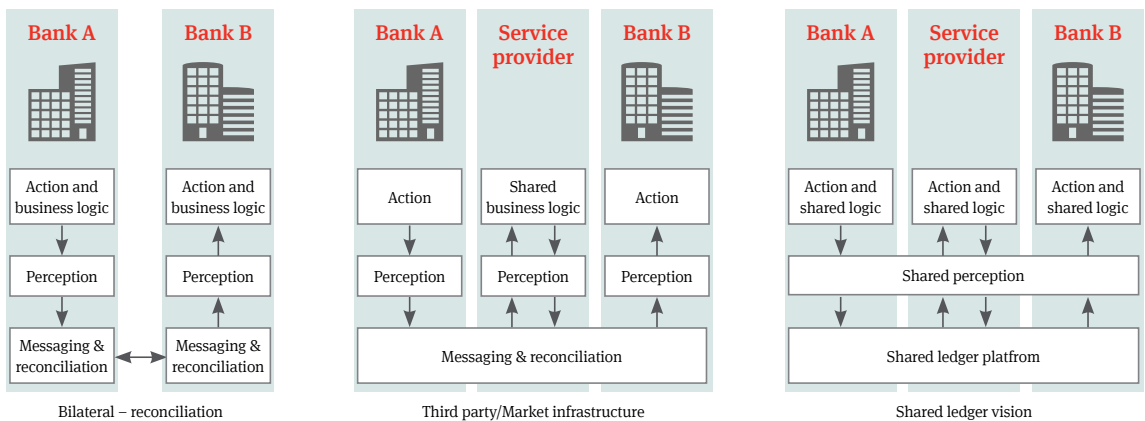 Bank A
Bank B
Action and
business logic
Action and
business logic
Perception
Perception
Messaging &
reconciliation
Messaging &
reconciliation
Bilateral – reconciliation
Bank A
Service
provider
Bank B
Action
Shared
business logic
Action
Perception
Perception
Perception
Messaging & reconciliation
Third party/Market infrastructure
Bank A
Service
provider
Bank B
Action and
shared logic
Action and
shared logic
Action and
shared logic
Shared perception
Shared ledger platfrom
Shared ledger vision